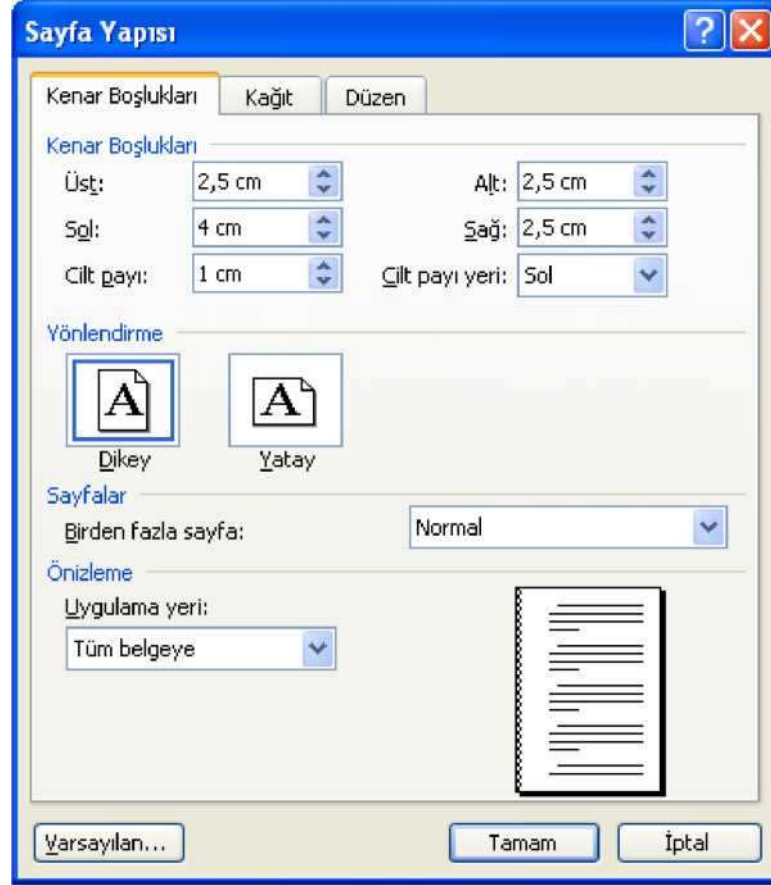 Sayfa Yapısı
Kenar Boşlukları Kağıt Düzen
Kenar Boşlukları
Üst: 2,5 cm Alt: 2,5 cm
Sol: 4 cm Sağ: 2,5 cm
Cilt payı: 1 cm Cilt payı yeri: Sol
Yönlendirme
A A
Dikey Yatay
Sayfalar
Birden fazla sayfa: Normal
Önizleme
Uygulama yeri:
Tüm belgeye
Varsayılan... Tamam İptal